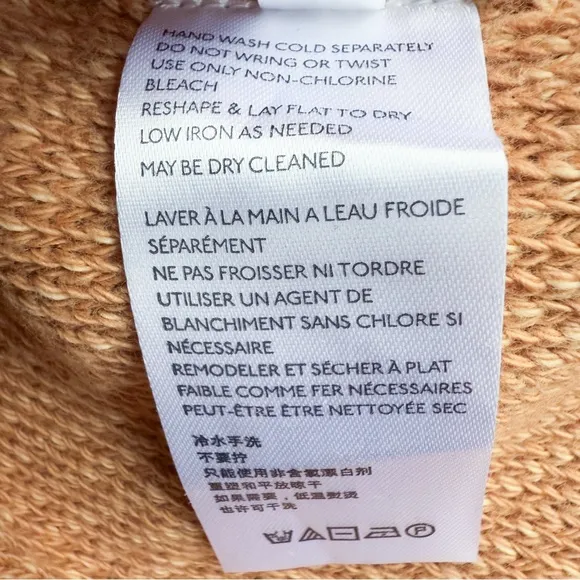 HAND WASH COLD SEPARATELY
DO NOT WRING OR TWIST
USE ONLY NON-CHLORINE
BLEACH
RESHAPE & LAY FLAT TO DRY
LOW IRON AS NEEDED
MAY BE DRY CLEANED
LAVER À LA MAIN A LEAU FROIDE
SÉPARÉMENT
NE PAS FROISSER NI TORDRE
UTILISER UN AGENT DE
BLANCHIMENT SANS CHLORE SI
NÉCESSAIRE
REMODELER ET SÉCHER À PLAT
FAIBLE COMME FER NÉCESSAIRES
PEUT-ÊTRE ÊTRE NETTOYÉE SEC
冷水手洗
不要拧
只能使用非含氯漂白剂
重塑和平放晾干
如果需要，低温熨烫
也许可干洗